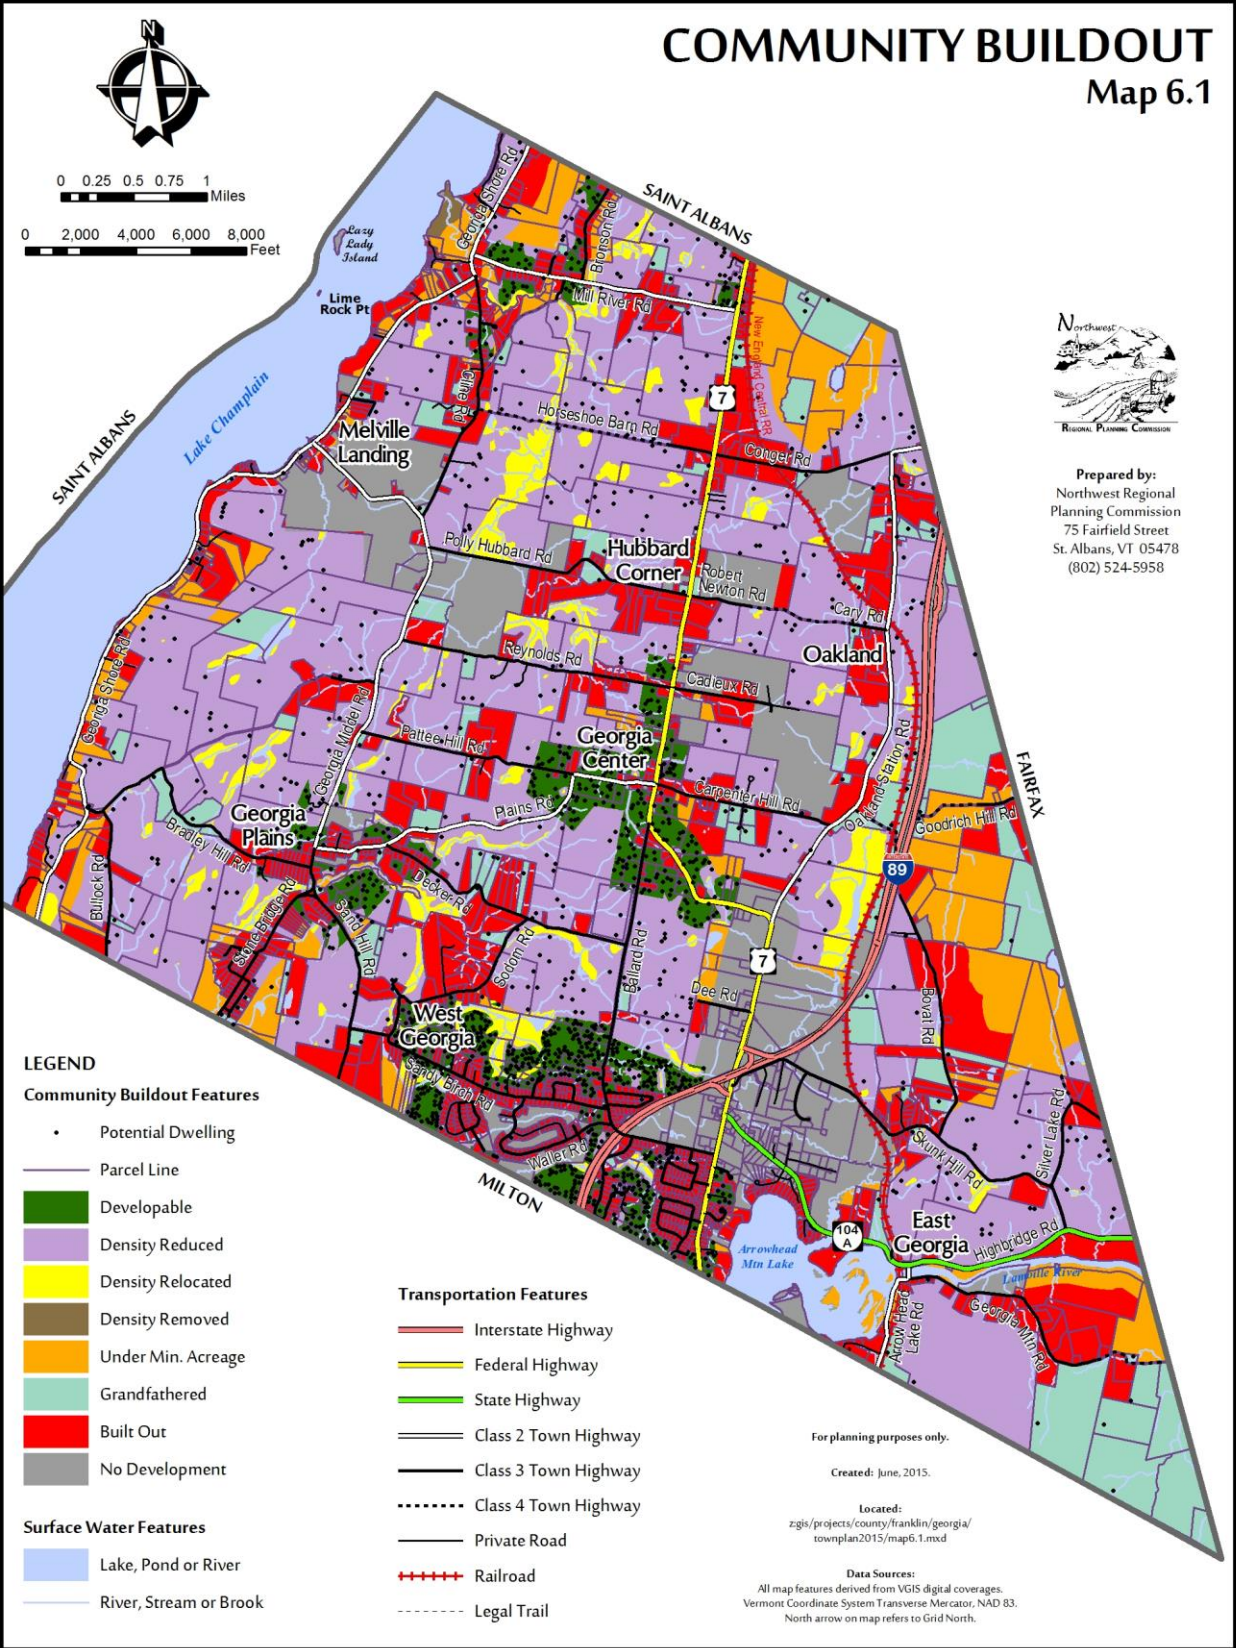 COMMUNITY BUILDOUT
Map 6.1
N
0 0.25 0.5 0.75 1
Miles
0 2,000 4,000 6,000 8,000
Feet
SAINT ALBANS
Georgia Shore Rd
Bronson Rd
Lazy
Lady
Island
Lime
Rock Pt
Mill River Rd
New England Central RR
Northwest
REGIONAL PLANNING COMMISSION
Lake Champlain
SAINT ALBANS
Cline Rd
7
Horseshoe Barn Rd
Conger Rd
Melville
Landing
Prepared by:
Northwest Regional
Planning Commission
75 Fairfield Street
St. Albans, VT 05478
(802) 524-5958
Polly Hubbard Rd
Hubbard
Corner
Robert
Newton Rd
Cary Rd
Oakland
Reynolds Rd
Cadieux Rd
Georgia Shore Rd
Georgia Middel Rd
Pattee Hill Rd
Georgia
Center
Oakland Station Rd
FAIRFAX
Plains Rd
Carpenter Hill Rd
Goodrich Hill Rd
Georgia
Plains
Bradley Hill Rd
89
Bullock Rd
Decker Rd
Stone Bridge Rd
Sand Hill Rd
Sodom Rd
Ballard Rd
7
Dee Rd
Bovat Rd
West
Georgia
Sandy Birch Rd
Waller Rd
MILTON
Skunk Hill Rd
Silver Lake Rd
104
A
East
Georgia
Highbridge Rd
Arrowhead
Mtn Lake
Lamoille River
Arrow Head
Lake Rd
Georgia Mtn Rd
LEGEND
Community Buildout Features
Potential Dwelling
Parcel Line
Developable
Density Reduced
Density Relocated
Density Removed
Under Min. Acreage
Grandfathered
Built Out
No Development
Surface Water Features
Lake, Pond or River
River, Stream or Brook
Transportation Features
Interstate Highway
Federal Highway
State Highway
Class 2 Town Highway
Class 3 Town Highway
Class 4 Town Highway
Private Road
Railroad
Legal Trail
For planning purposes only.
Created: June, 2015.
Located:
z:gis/projects/county/franklin/georgia/
townplan2015/map6.1.mxd
Data Sources:
All map features derived from VGIS digital coverages.
Vermont Coordinate System Transverse Mercator, NAD 83.
North arrow on map refers to Grid North.